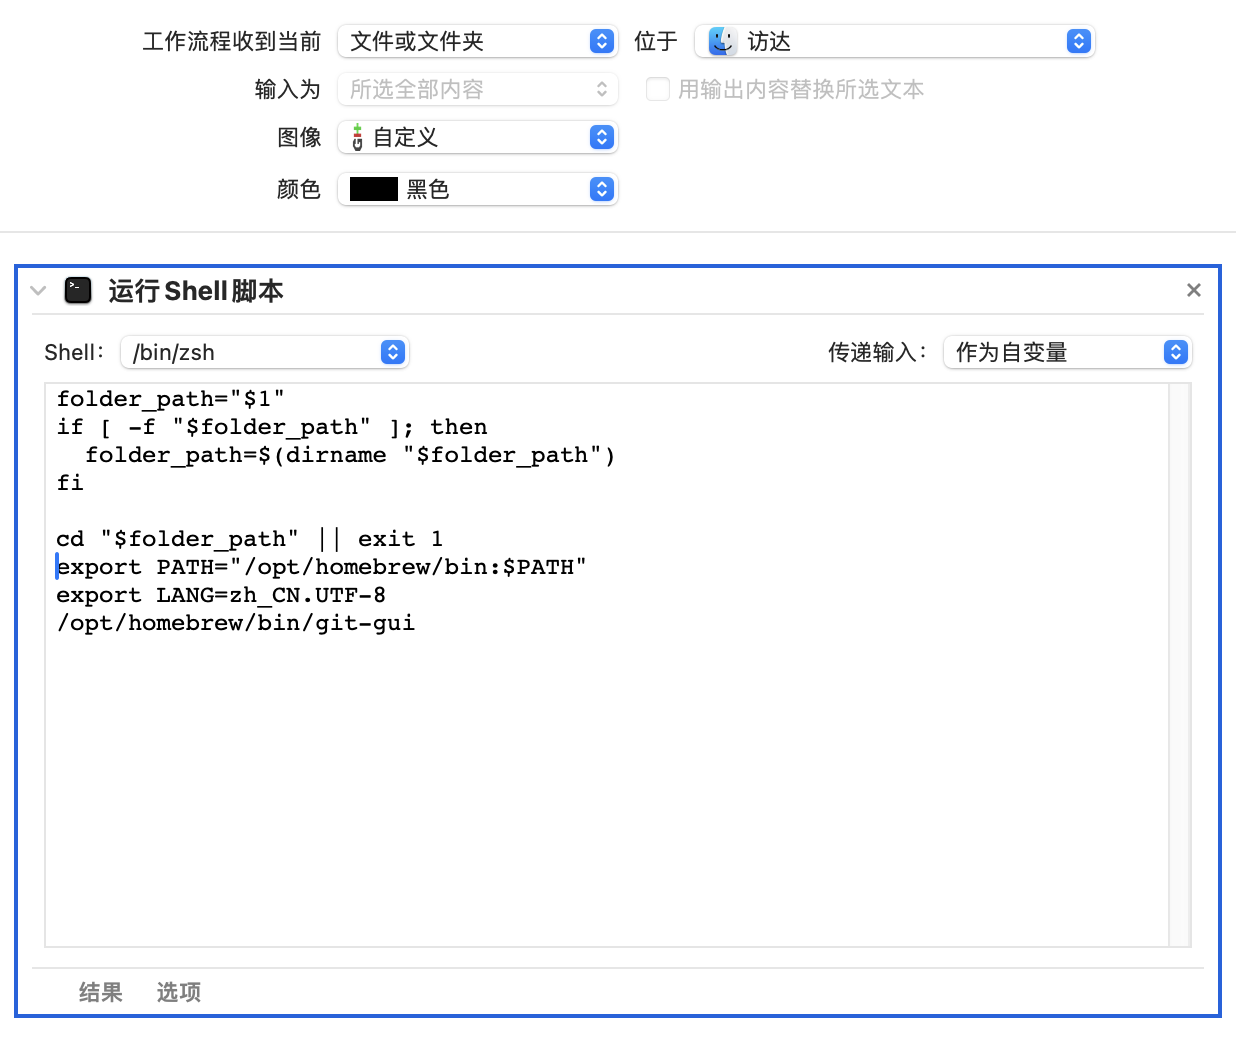 工作流程收到当前 文件或文件夹 位于 访达
输入为 所选全部内容 用输出内容替换所选文本
图像 自定义
颜色 黑色
运行 Shell 脚本
Shell: /bin/zsh 传递输入: 作为自变量
folder_path="$1"
if [ -f "$folder_path" ]; then
  folder_path=$(dirname "$folder_path")
fi
cd "$folder_path" || exit 1
export PATH="/opt/homebrew/bin:$PATH"
export LANG=zh_CN.UTF-8
/opt/homebrew/bin/git-gui
结果 选项